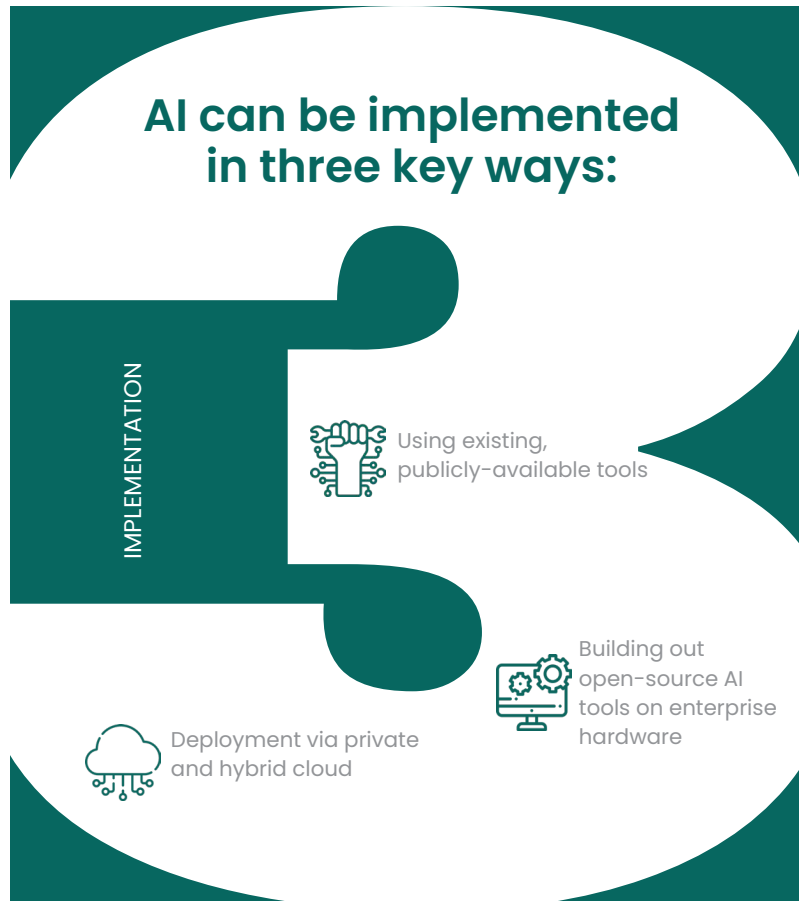 AI can be implemented
in three key ways:
IMPLEMENTATION
Using existing,
publicly-available tools
Building out
open-source AI
tools on enterprise
hardware
Deployment via private
and hybrid cloud